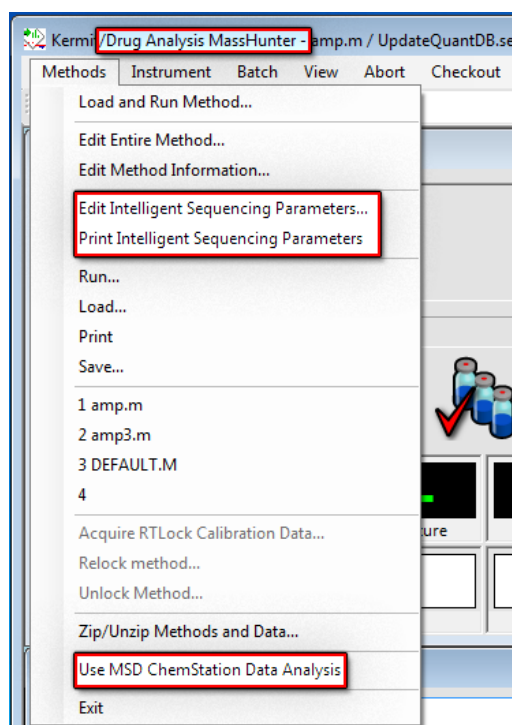 Kermit /Drug Analysis MassHunter - amp.m / UpdateQuantDB.se
Methods Instrument Batch View Abort Checkout
Load and Run Method...
Edit Entire Method...
Edit Method Information...
Edit Intelligent Sequencing Parameters...
Print Intelligent Sequencing Parameters
Run...
Load...
Print
Save...
1 amp.m
2 amp3.m
3 DEFAULT.M
4
Acquire RTLock Calibration Data...
ture
Relock method...
Unlock Method...
Zip/Unzip Methods and Data...
Use MSD ChemStation Data Analysis
Exit